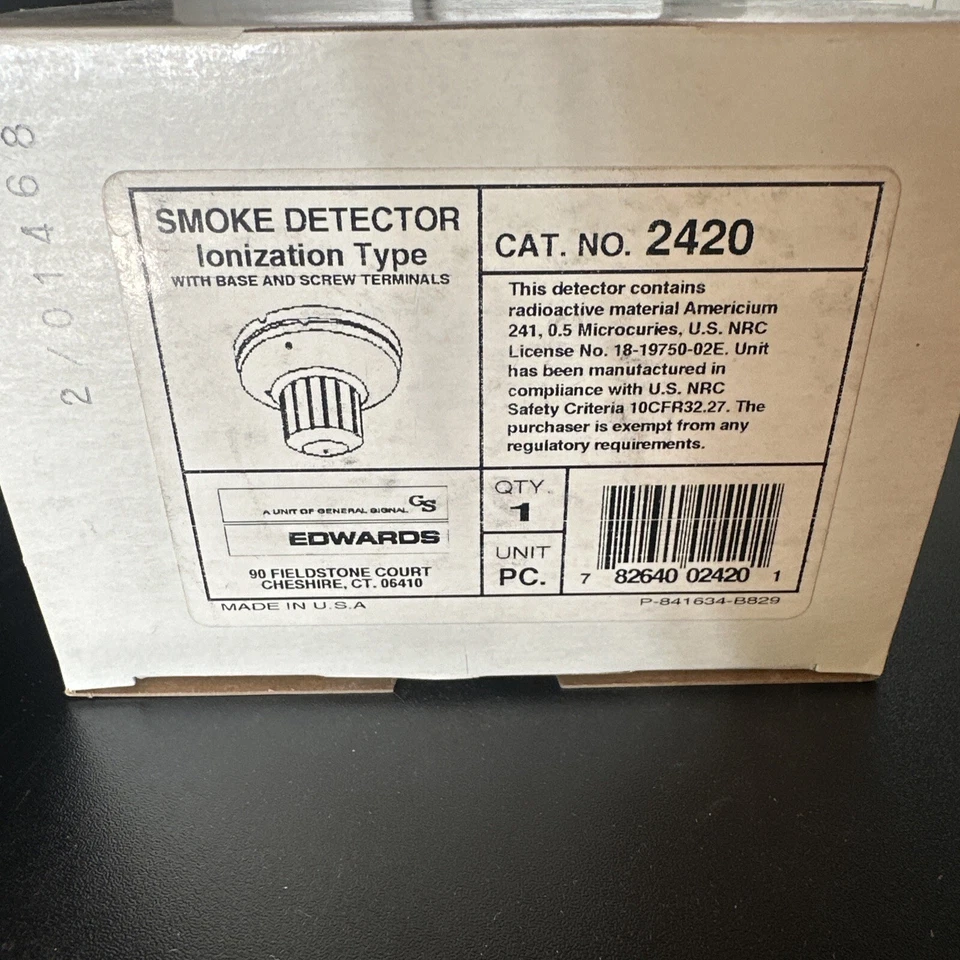 2/01468
SMOKE DETECTOR
Ionization Type
WITH BASE AND SCREW TERMINALS
CAT. NO. 2420
This detector contains
radioactive material Americium
241, 0.5 Microcuries, U.S. NRC
License No. 18-19750-02E. Unit
has been manufactured in
compliance with U.S. NRC
Safety Criteria 10CFR32.27. The
purchaser is exempt from any
regulatory requirements.
A UNIT OF GENERAL SIGNAL GS
EDWARDS
90 FIELDSTONE COURT
CHESHIRE, CT. 06410
QTY.
1
UNIT
PC.
7 82640 02420 1
MADE IN U.S.A
P-841634-B829